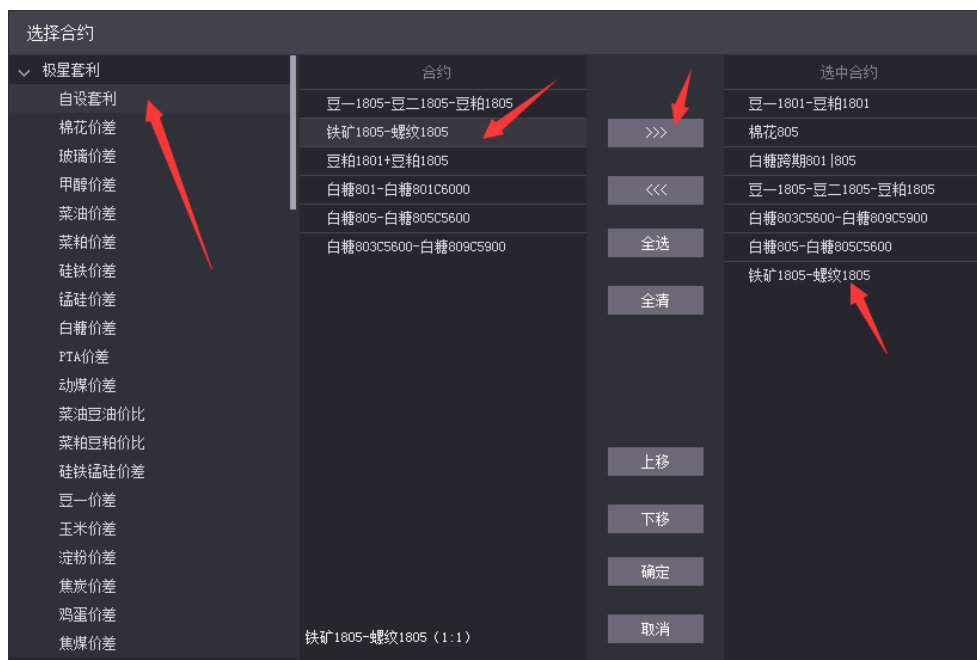 选择合约
极星套利
自设套利
棉花价差
玻璃价差
甲醇价差
菜油价差
菜粕价差
硅铁价差
锰硅价差
白糖价差
PTA价差
动煤价差
菜油豆油价比
菜粕豆粕价比
硅铁锰硅价差
豆一价差
玉米价差
淀粉价差
焦炭价差
鸡蛋价差
焦煤价差
合约
豆一1805-豆二1805-豆粕1805
铁矿1805-螺纹1805
豆粕1801+豆粕1805
白糖801-白糖801C6000
白糖805-白糖805C5600
白糖803C5600-白糖809C5900
铁矿1805-螺纹1805（1:1）
>>>
<<<
全选
全清
上移
下移
确定
取消
选中合约
豆一1801-豆粕1801
棉花805
白糖跨期801|805
豆一1805-豆二1805-豆粕1805
白糖803C5600-白糖809C5900
白糖805-白糖805C5600
铁矿1805-螺纹1805